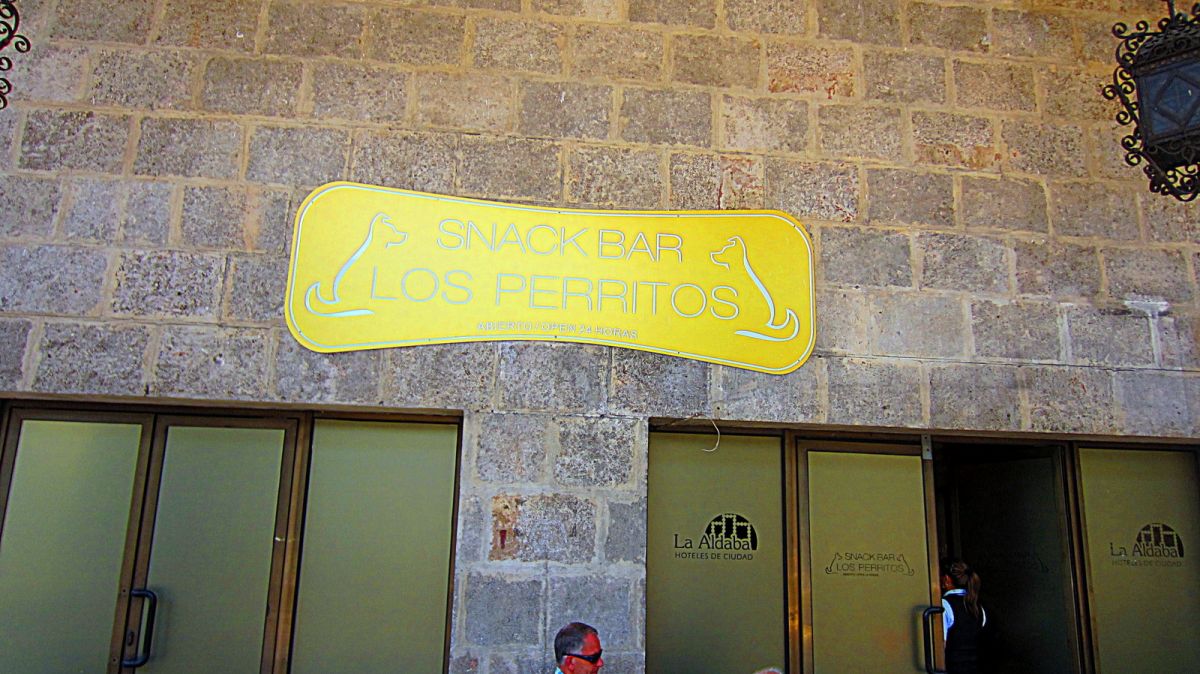 SNACK BAR
LOS PERRITOS
ABIERTO / OPEN 24 HORAS
La Aldaba
HOTELES DE CIUDAD
SNACK BAR
LOS PERRITOS
La Aldaba
HOTELES DE CIUDAD